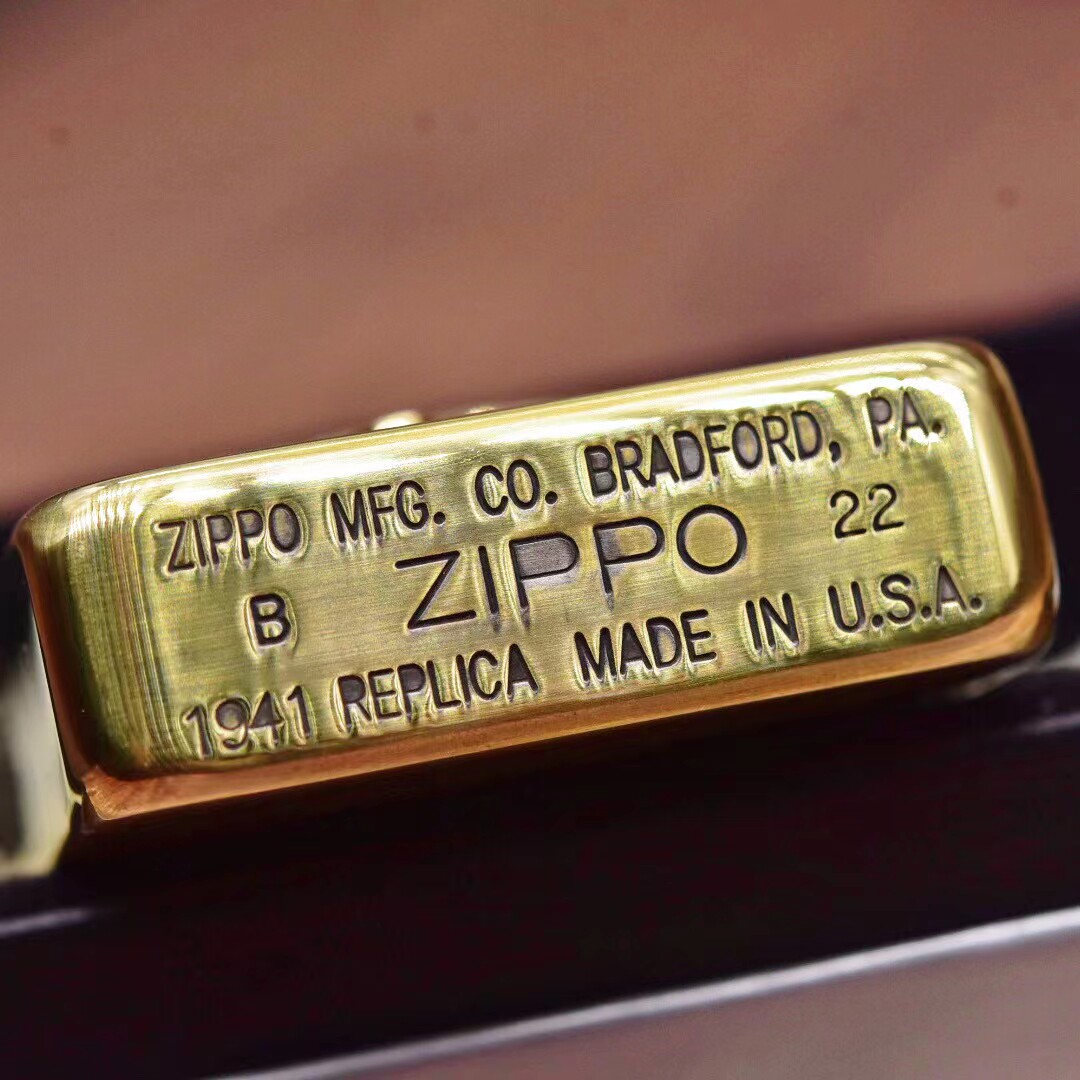 ZIPPO MFG. CO. BRADFORD, PA.
B ZIPPO 22
1941 REPLICA MADE IN U.S.A.